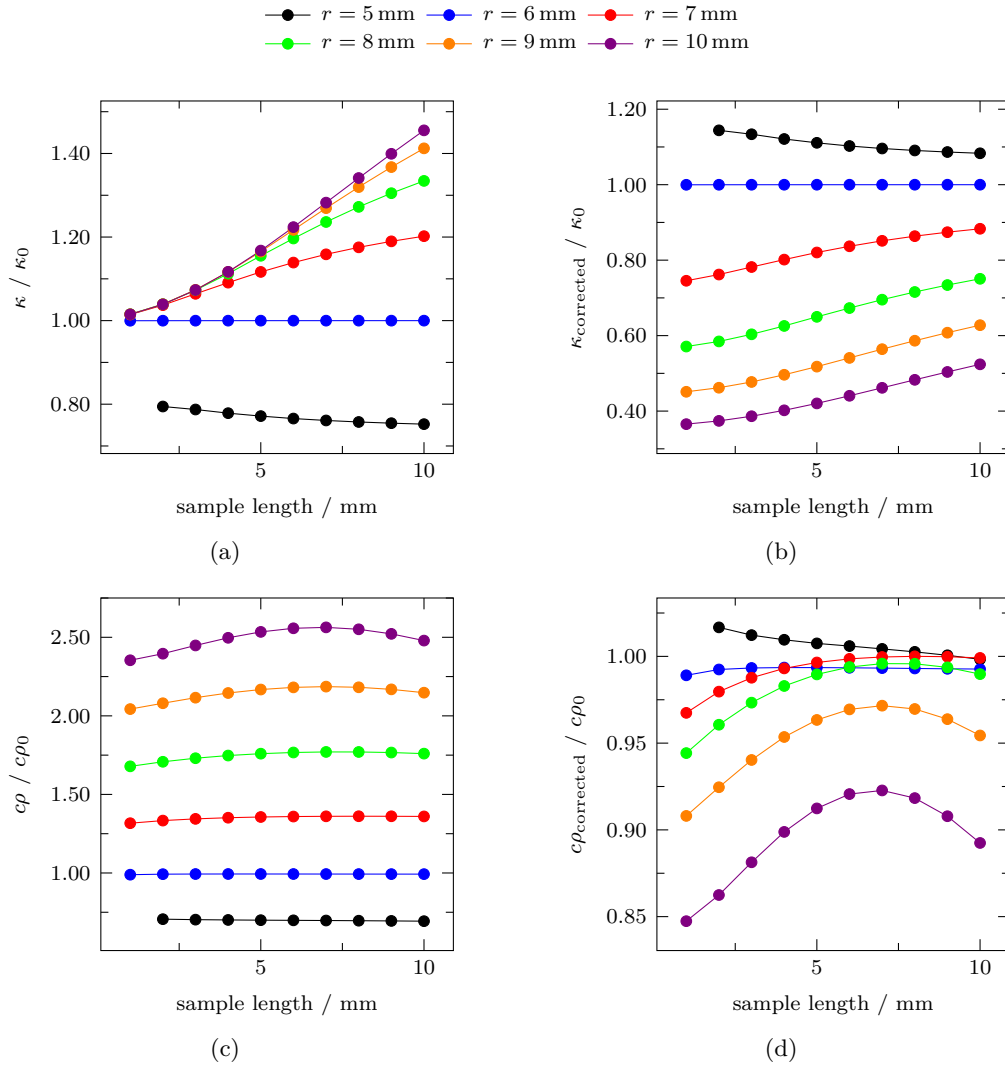 r = 5 mm r = 6 mm r = 7 mm
r = 8 mm r = 9 mm r = 10 mm
1.40
1.20
1.00
0.80
κ / κ0
5 10
sample length / mm
(a)
1.20
1.00
0.80
0.60
0.40
κcorrected / κ0
5 10
sample length / mm
(b)
2.50
2.00
1.50
1.00
cρ / cρ0
5 10
sample length / mm
(c)
1.00
0.95
0.90
0.85
cρcorrected / cρ0
5 10
sample length / mm
(d)